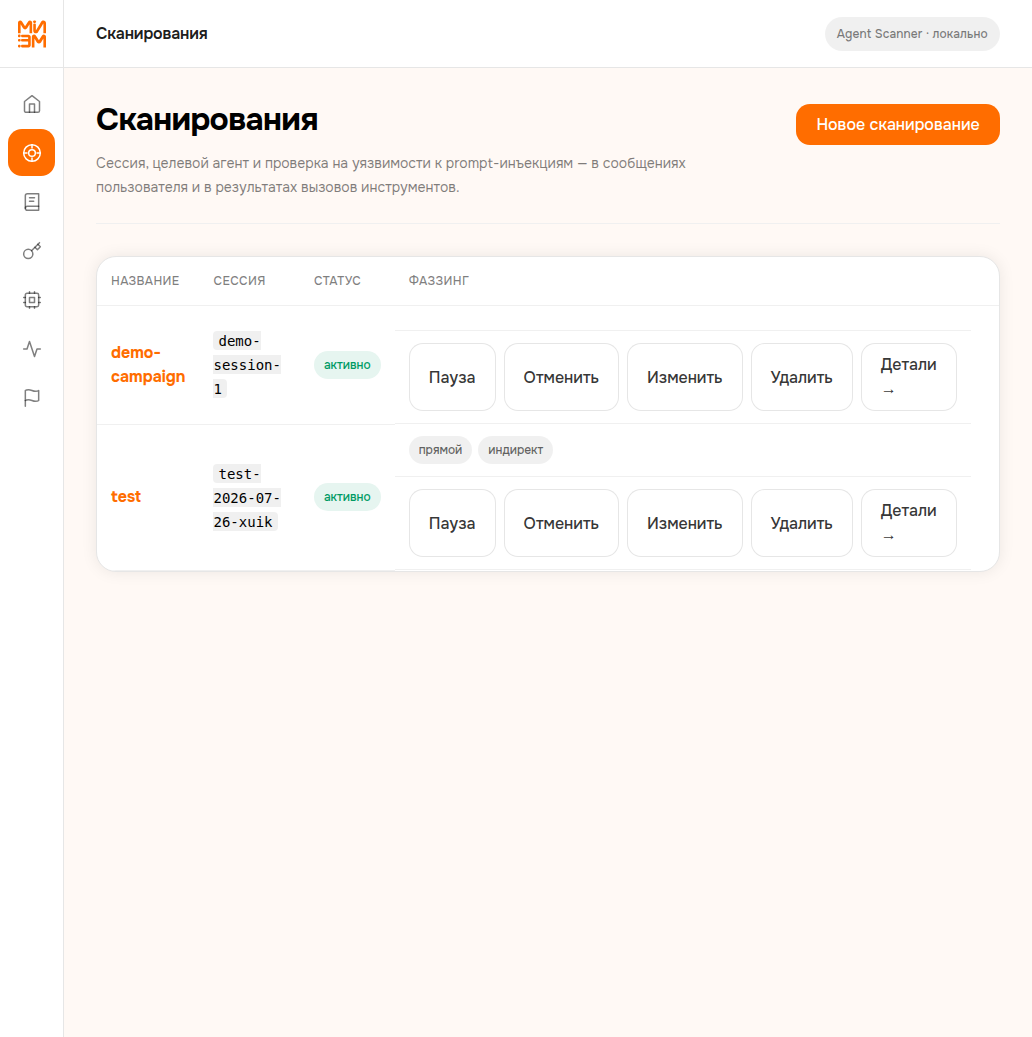 МИЭМ
Сканирования
Agent Scanner · локально
Сканирования
Новое сканирование
Сессия, целевой агент и проверка на уязвимости к prompt-инъекциям — в сообщениях
пользователя и в результатах вызовов инструментов.
НАЗВАНИЕ СЕССИЯ СТАТУС ФАЗЗИНГ
demo-
campaign
demo-
session-
1
активно
Пауза Отменить Изменить Удалить Детали
→
прямой индирект
test
test-
2026-07-
26-xuik
активно
Пауза Отменить Изменить Удалить Детали
→